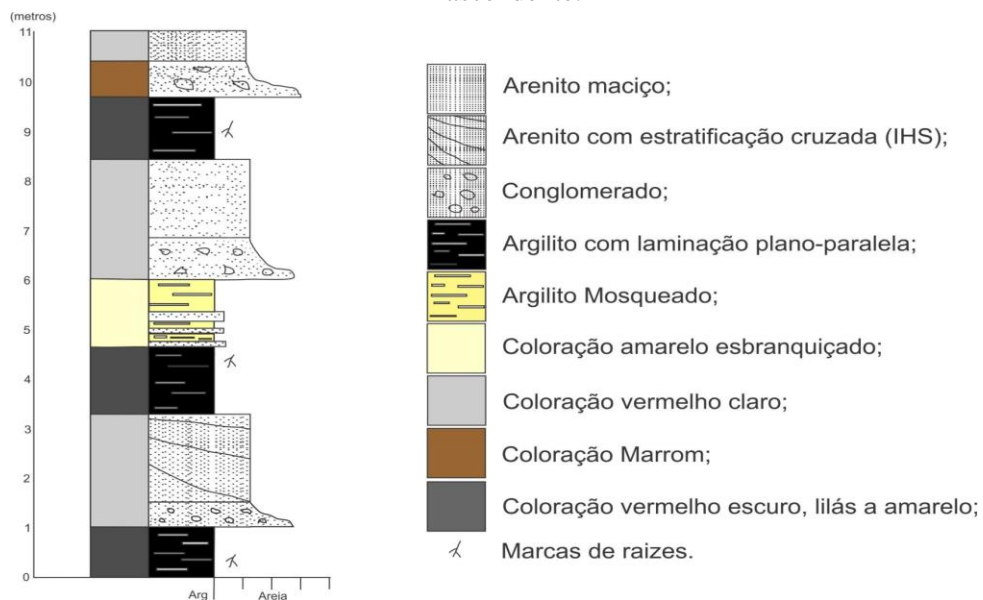 (metros)
11
10
9
8
7
6
5
4
3
2
1
0
Arg
Areia
Arenito maciço;
Arenito com estratificação cruzada (IHS);
Conglomerado;
Argilito com laminação plano-paralela;
Argilito Mosqueado;
Coloração amarelo esbranquiçado;
Coloração vermelho claro;
Coloração Marrom;
Coloração vermelho escuro, lilás a amarelo;
Marcas de raizes.